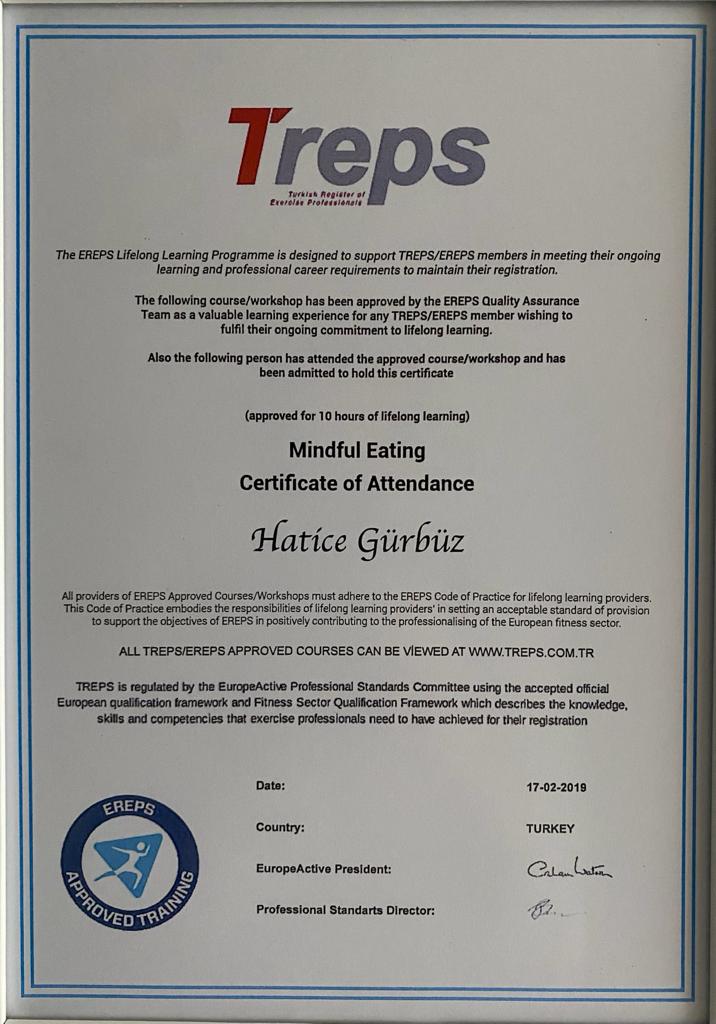 Treps
Turkish Register of
Exercise Professionals
The EREPS Lifelong Learning Programme is designed to support TREPS/EREPS members in meeting their ongoing
learning and professional career requirements to maintain their registration.
The following course/workshop has been approved by the EREPS Quality Assurance
Team as a valuable learning experience for any TREPS/EREPS member wishing to
fulfil their ongoing commitment to lifelong learning.
Also the following person has attended the approved course/workshop and has
been admitted to hold this certificate
(approved for 10 hours of lifelong learning)
Mindful Eating
Certificate of Attendance
Hatice Gürbüz
All providers of EREPS Approved Courses/Workshops must adhere to the EREPS Code of Practice for lifelong learning providers.
This Code of Practice embodies the responsibilities of lifelong learning providers' in setting an acceptable standard of provision
to support the objectives of EREPS in positively contributing to the professionalising of the European fitness sector.
ALL TREPS/EREPS APPROVED COURSES CAN BE VİEWED AT WWW.TREPS.COM.TR
TREPS is regulated by the EuropeActive Professional Standards Committee using the accepted official
European qualification framework and Fitness Sector Qualification Framework which describes the knowledge,
skills and competencies that exercise professionals need to have achieved for their registration
Date: 17-02-2019
Country: TURKEY
EuropeActive President:
Professional Standarts Director:
EREPS
APPROVED TRAINING